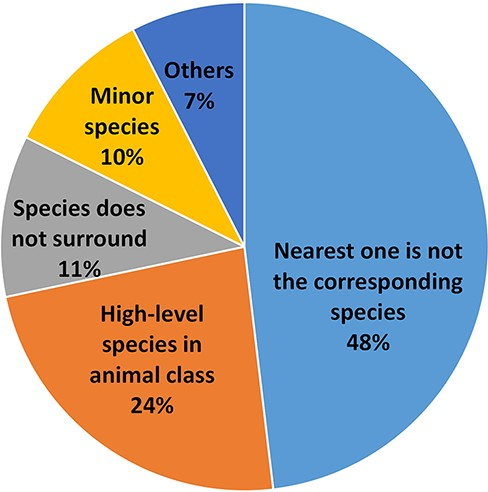 Others
7%
Minor
species
10%
Species does
not surround
11%
Nearest one is not
the corresponding
species
48%
High-level
species in
animal class
24%